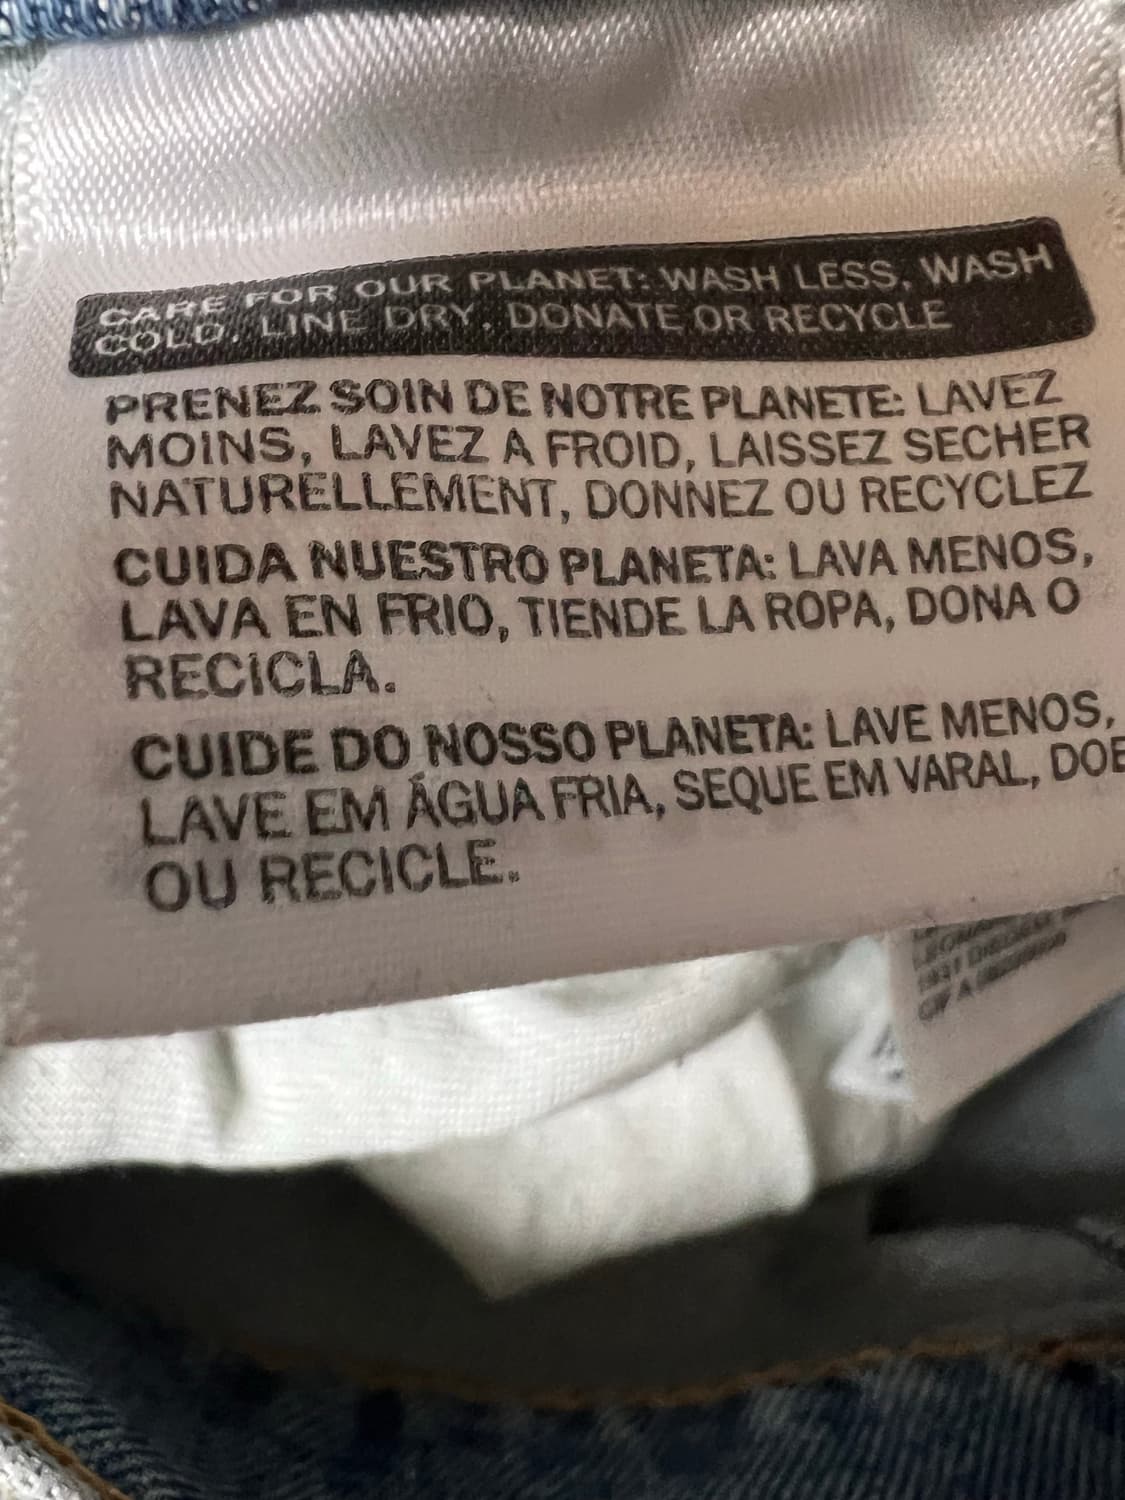 CARE FOR OUR PLANET: WASH LESS, WASH
COLD, LINE DRY, DONATE OR RECYCLE
PRENEZ SOIN DE NOTRE PLANETE: LAVEZ
MOINS, LAVEZ A FROID, LAISSEZ SECHER
NATURELLEMENT, DONNEZ OU RECYCLEZ
CUIDA NUESTRO PLANETA: LAVA MENOS,
LAVA EN FRIO, TIENDE LA ROPA, DONA O
RECICLA.
CUIDE DO NOSSO PLANETA: LAVE MENOS,
LAVE EM ÁGUA FRIA, SEQUE EM VARAL, DOE
OU RECICLE.